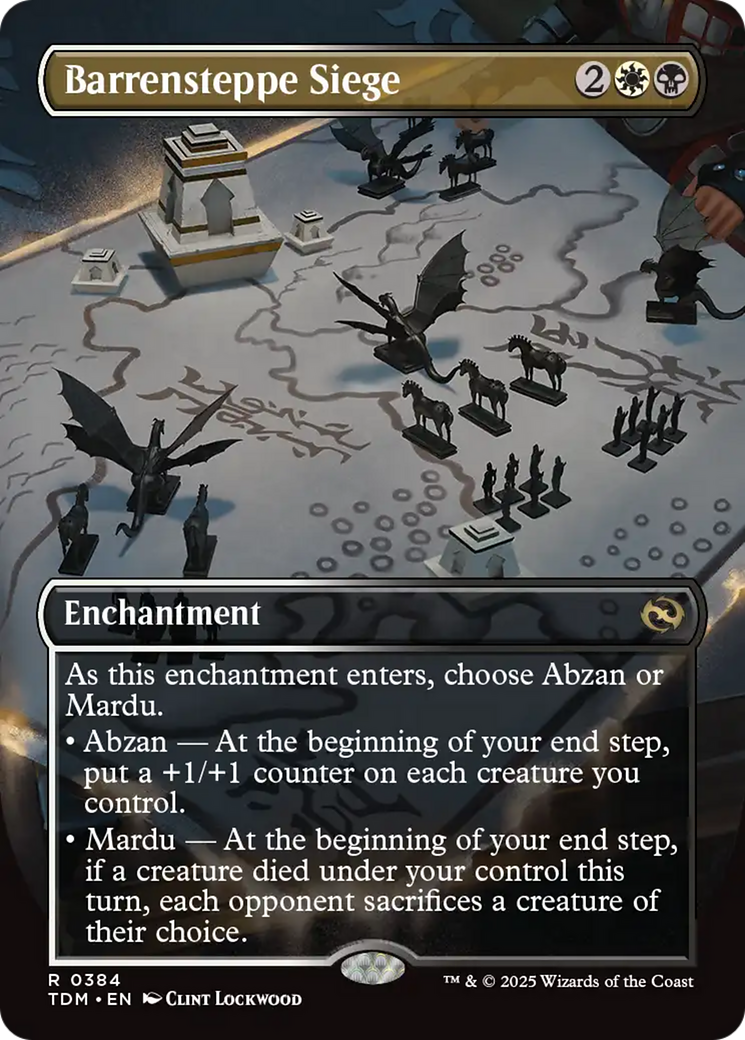 Barrensteppe Siege 2
Enchantment
As this enchantment enters, choose Abzan or
Mardu.
• Abzan — At the beginning of your end step,
put a +1/+1 counter on each creature you
control.
• Mardu — At the beginning of your end step,
if a creature died under your control this
turn, each opponent sacrifices a creature of
their choice.
R 0384
TDM • EN Clint Lockwood
™ & © 2025 Wizards of the Coast